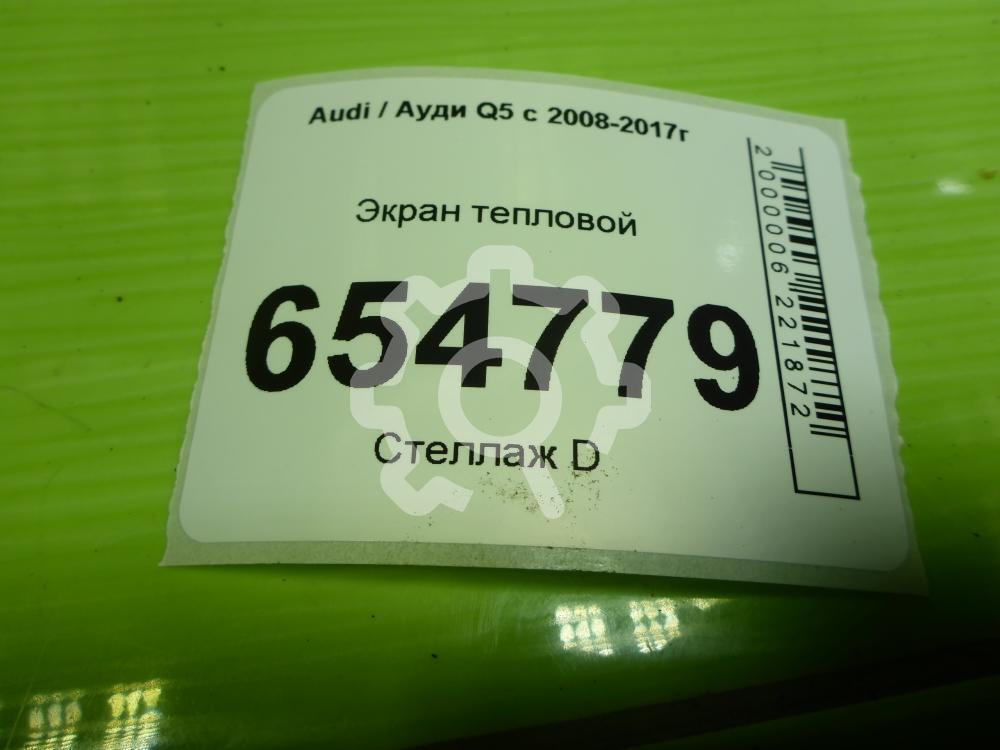 Audi / Ауди Q5 с 2008-2017г
Экран тепловой
654779
Стеллаж D
2000006221872